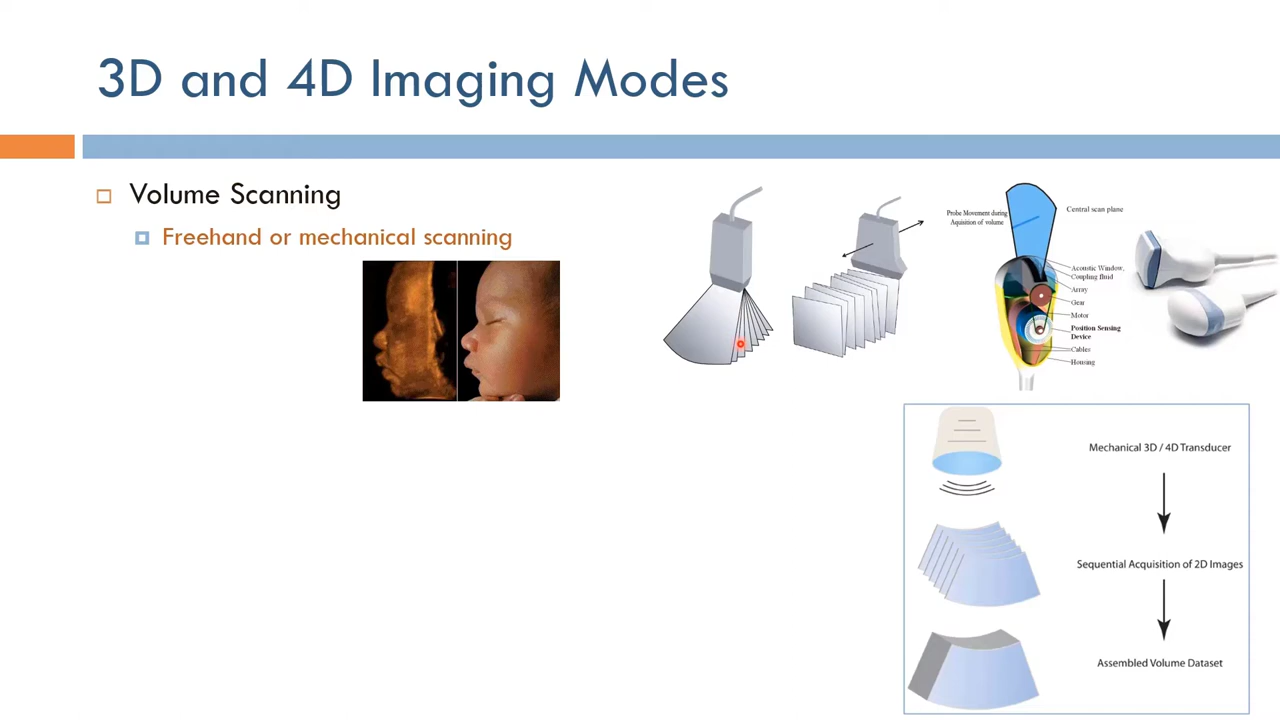 3D and 4D Imaging Modes
Volume Scanning
Freehand or mechanical scanning
Probe Movement during
Aquisition of volume
Central scan plane
Acoustic Window,
Coupling fluid
Array
Gear
Motor
Position Sensing
Device
Cables
Housing
Mechanical 3D / 4D Transducer
Sequential Acquisition of 2D Images
Assembled Volume Dataset